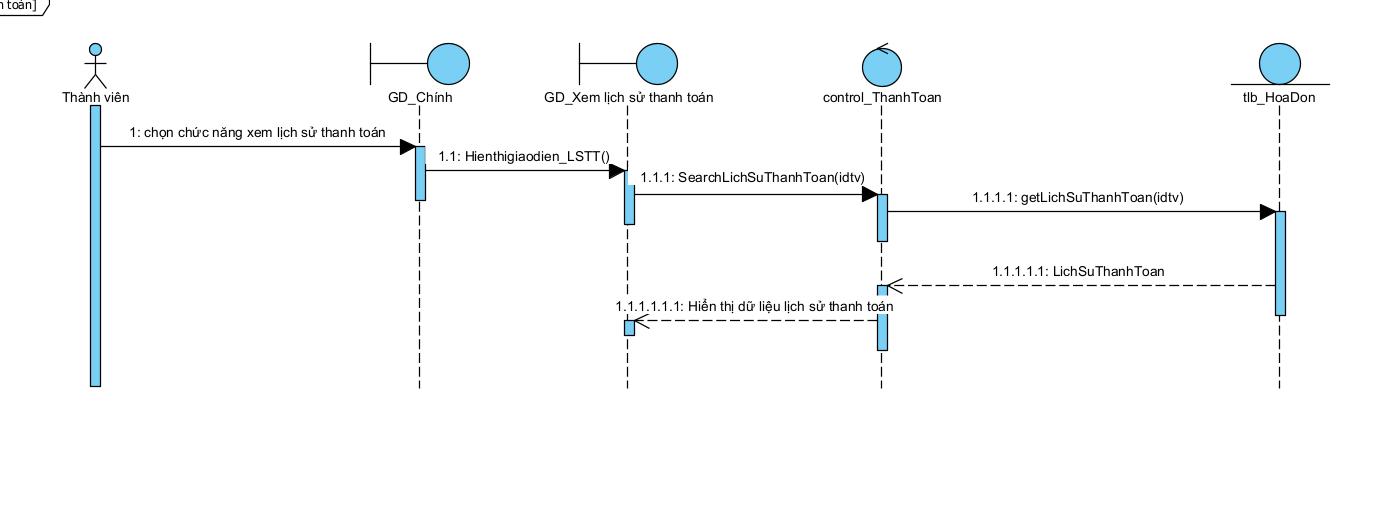 toán]
Thành viên
GD_Chính
GD_Xem lịch sử thanh toán
control_ThanhToan
tlb_HoaDon
1: chọn chức năng xem lịch sử thanh toán
1.1: Hienthigiaodien_LSTT()
1.1.1: SearchLichSuThanhToan(idtv)
1.1.1.1: getLichSuThanhToan(idtv)
1.1.1.1.1: LichSuThanhToan
1.1.1.1.1.1: Hiển thị dữ liệu lịch sử thanh toán